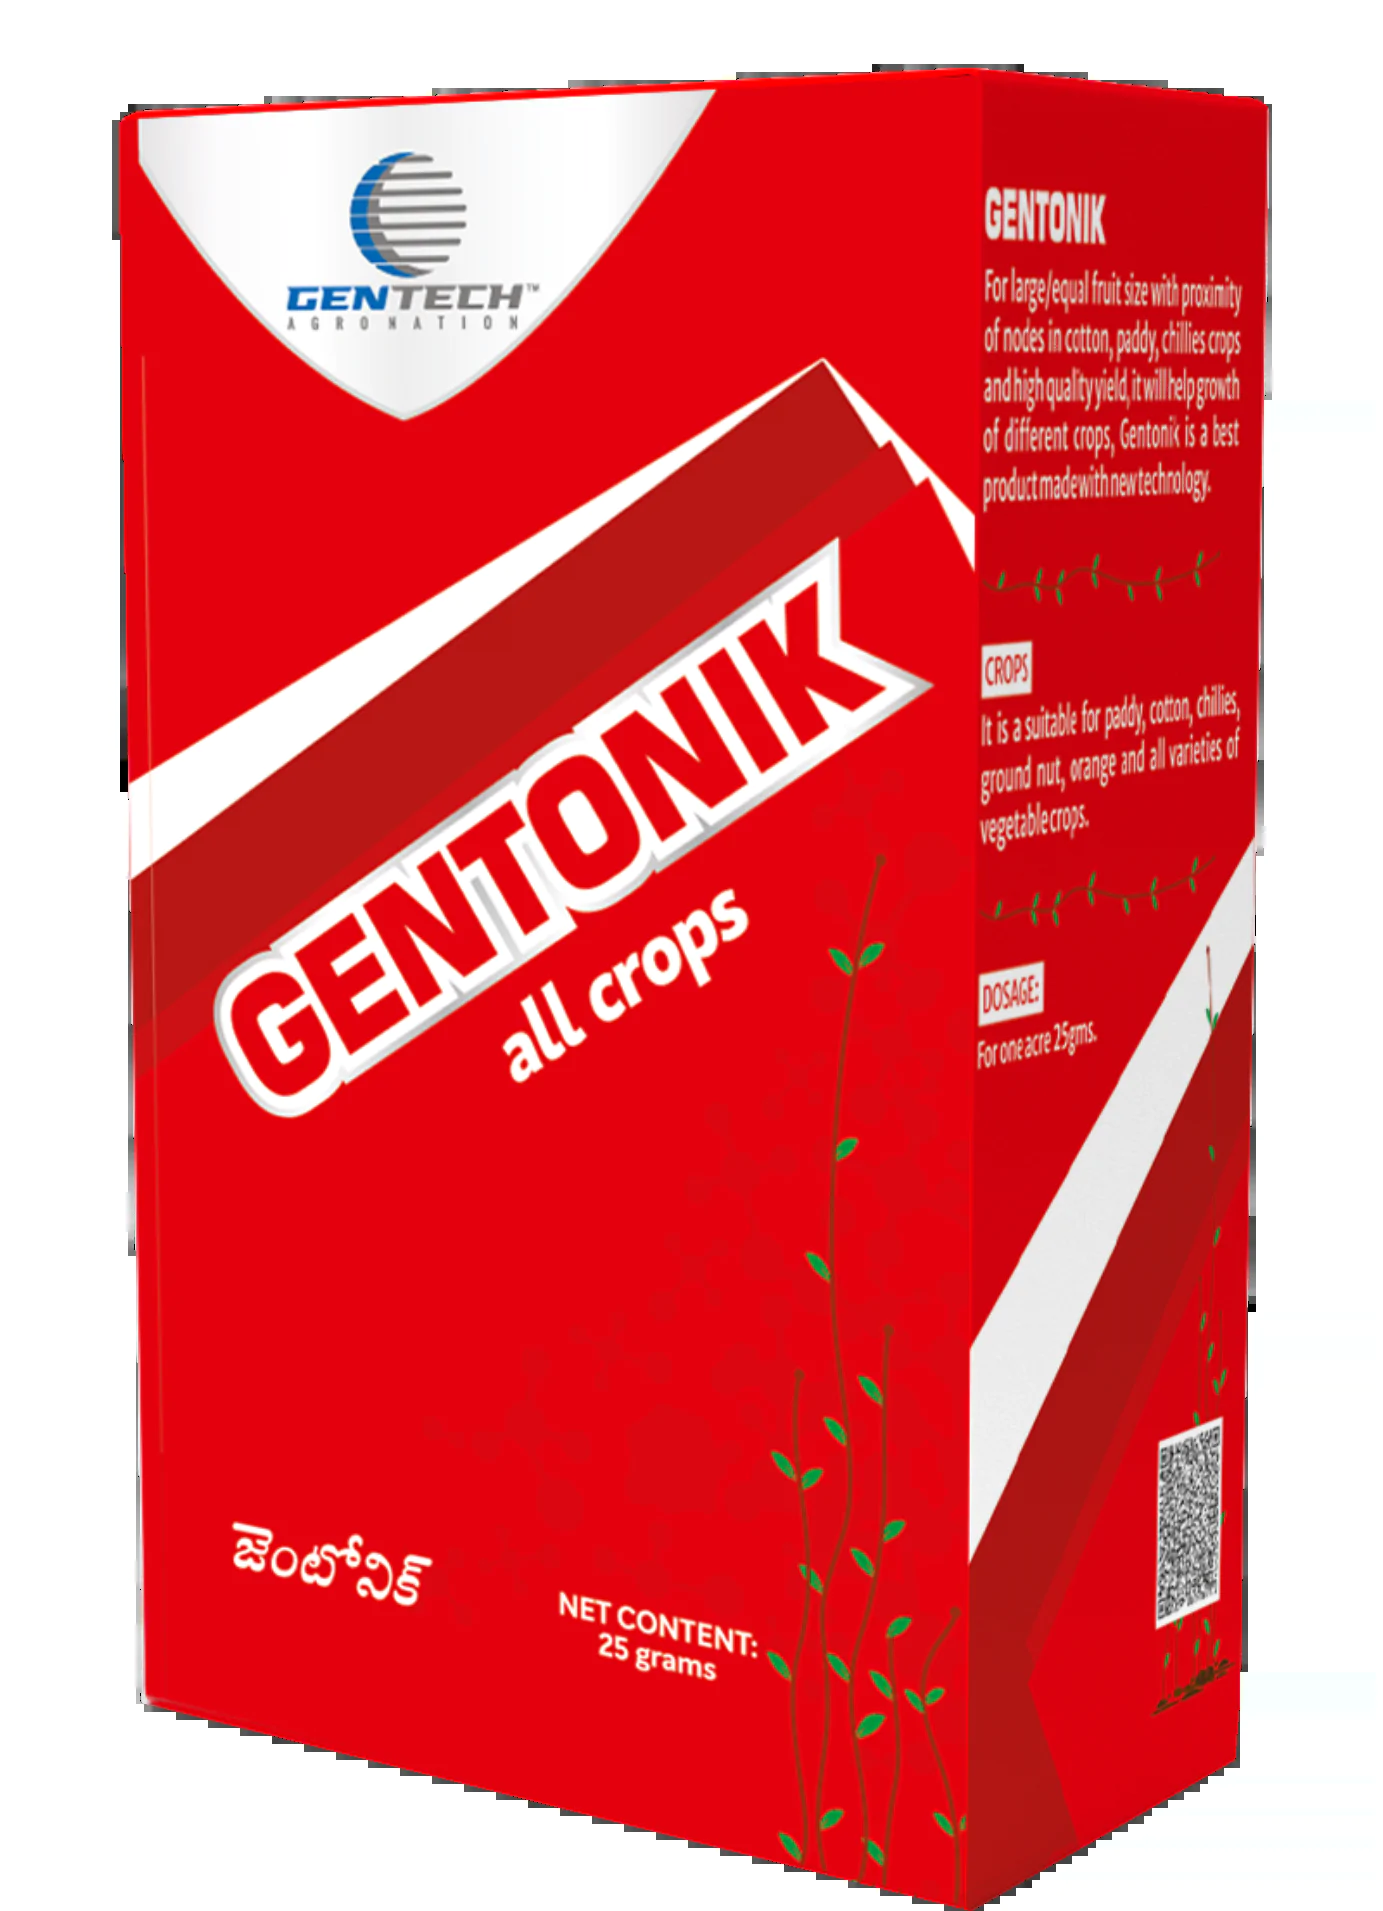 GENTECH™
AGRONATION
GENTONIK
all crops
జెంటోనిక్
NET CONTENT:
25 grams
GENTONIK
For large/equal fruit size with proximity
of nodes in cotton, paddy, chillies crops
and high quality yield, it will help growth
of different crops, Gentonik is a best
product made with new technology.
CROPS
It is a suitable for paddy, cotton, chillies,
ground nut, orange and all varieties of
vegetable crops.
DOSAGE:
For one acre 25gms.